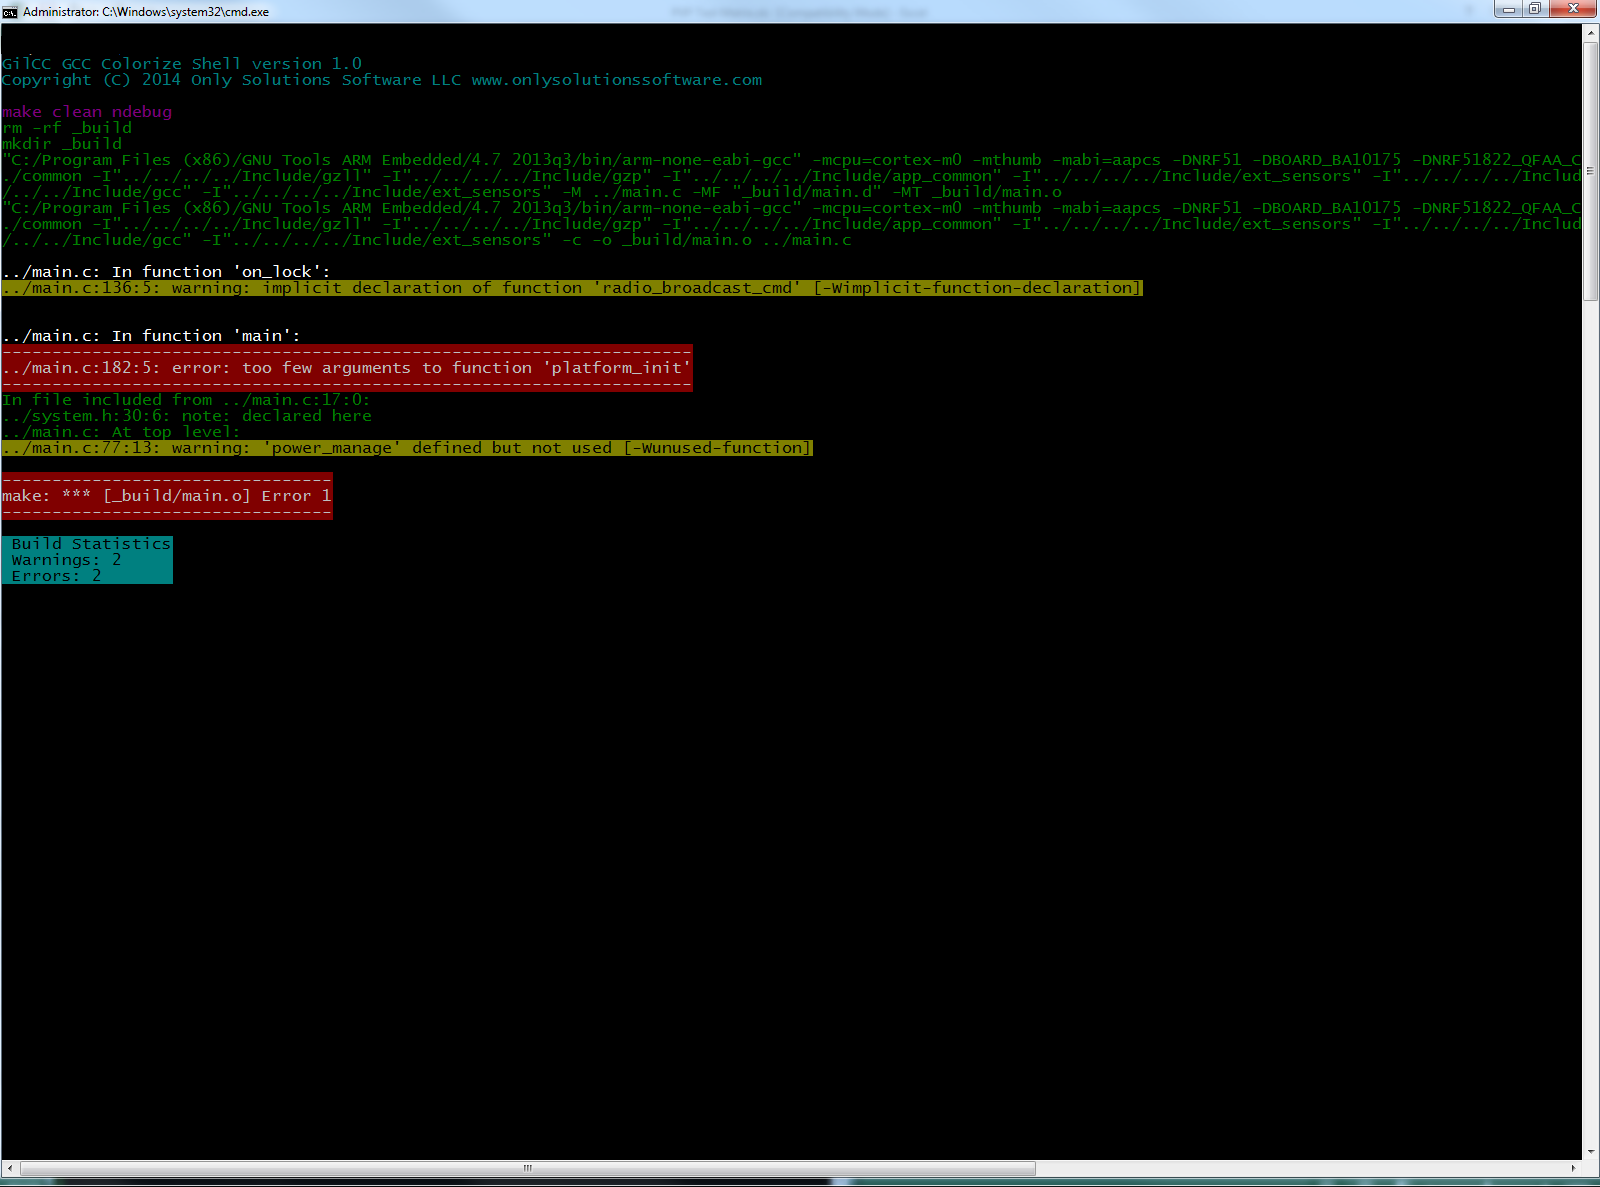 Administrator: C:\Windows\system32\cmd.exe
GilCC GCC Colorize Shell version 1.0
Copyright (C) 2014 Only Solutions Software LLC www.onlysolutionssoftware.com
make clean ndebug
rm -rf _build
mkdir _build
"C:/Program Files (x86)/GNU Tools ARM Embedded/4.7 2013q3/bin/arm-none-eabi-gcc" -mcpu=cortex-m0 -mthumb -mabi=aapcs -DNRF51 -DBOARD_BA10175 -DNRF51822_QFAA_C
./common -I"../../../../Include/gzll" -I"../../../../Include/gzp" -I"../../../../Include/app_common" -I"../../../../Include/ext_sensors" -I"../../../../Includ
/../../Include/gcc" -I"../../../../Include/ext_sensors" -M ../main.c -MF "_build/main.d" -MT _build/main.o
"C:/Program Files (x86)/GNU Tools ARM Embedded/4.7 2013q3/bin/arm-none-eabi-gcc" -mcpu=cortex-m0 -mthumb -mabi=aapcs -DNRF51 -DBOARD_BA10175 -DNRF51822_QFAA_C
./common -I"../../../../Include/gzll" -I"../../../../Include/gzp" -I"../../../../Include/app_common" -I"../../../../Include/ext_sensors" -I"../../../../Includ
/../../Include/gcc" -I"../../../../Include/ext_sensors" -c -o _build/main.o ../main.c
../main.c: In function 'on_lock':
../main.c:136:5: warning: implicit declaration of function 'radio_broadcast_cmd' [-Wimplicit-function-declaration]
../main.c: In function 'main':
---------------------------------------------------------------------
../main.c:182:5: error: too few arguments to function 'platform_init'
---------------------------------------------------------------------
In file included from ../main.c:17:0:
../system.h:30:6: note: declared here
../main.c: At top level:
../main.c:77:13: warning: 'power_manage' defined but not used [-Wunused-function]
---------------------------------
make: *** [_build/main.o] Error 1
---------------------------------
Build Statistics
Warnings: 2
Errors: 2